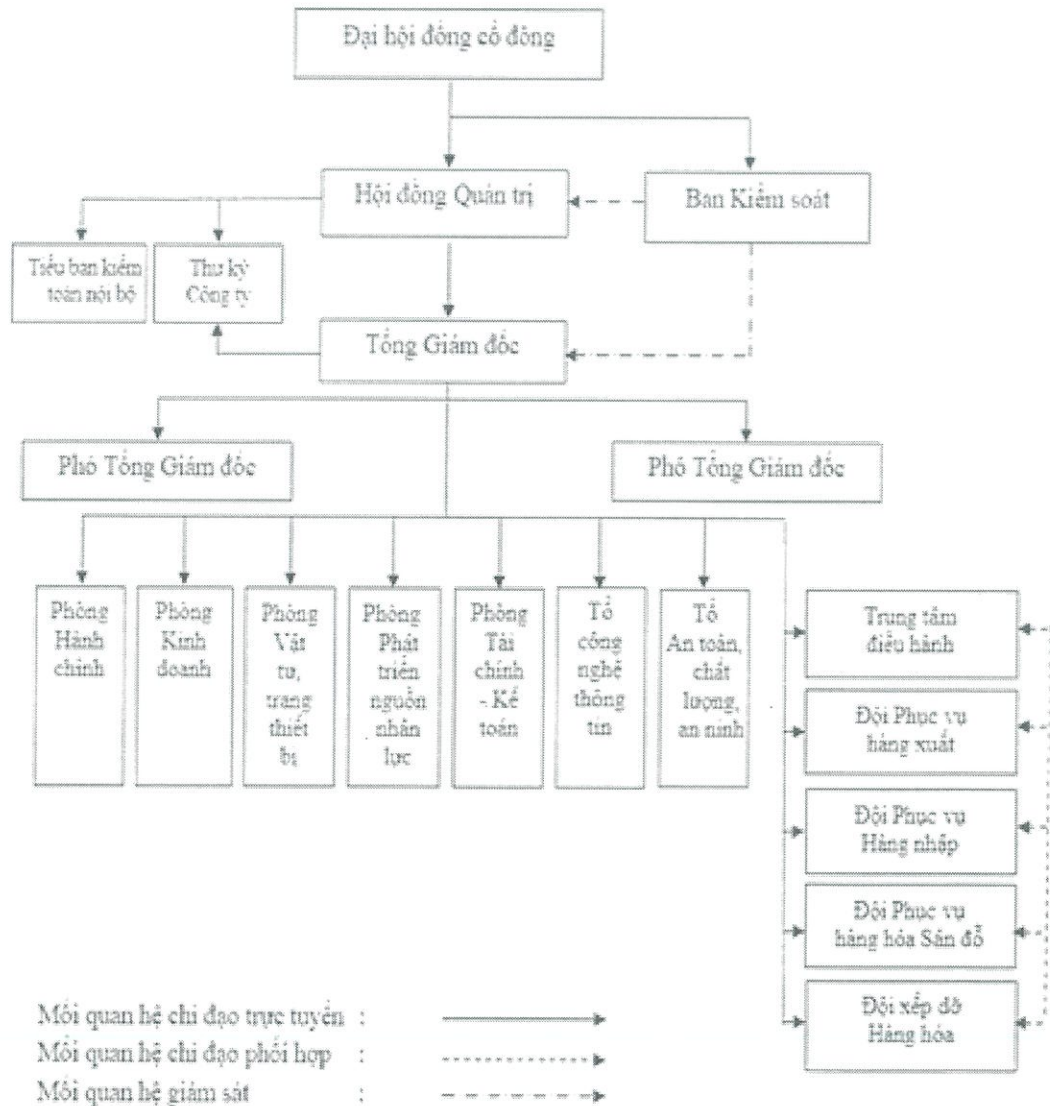 Đại hội đồng cổ đông
Hội đồng Quản trị
Ban Kiểm soát
Tiểu ban kiểm
toán nội bộ
Thư ký
Công ty
Tổng Giám đốc
Phó Tổng Giám đốc
Phó Tổng Giám đốc
Phòng
Hành
chính
Phòng
Kinh
doanh
Phòng
Vật
tư,
trang
thiết
bị
Phòng
Phát
triển
nguồn
nhân
lực
Phòng
Tài
chính
- Kế
toán
Tổ
công
nghệ
thông
tin
Tổ
An toàn,
chất
lượng,
an ninh
Trung tâm
điều hành
Đội Phục vụ
hàng xuất
Đội Phục vụ
Hàng nhập
Đội Phục vụ
hàng hóa Sân đỗ
Đội xếp dỡ
Hàng hóa
Mối quan hệ chỉ đạo trực tuyến :
Mối quan hệ chỉ đạo phối hợp :
Mối quan hệ giám sát :